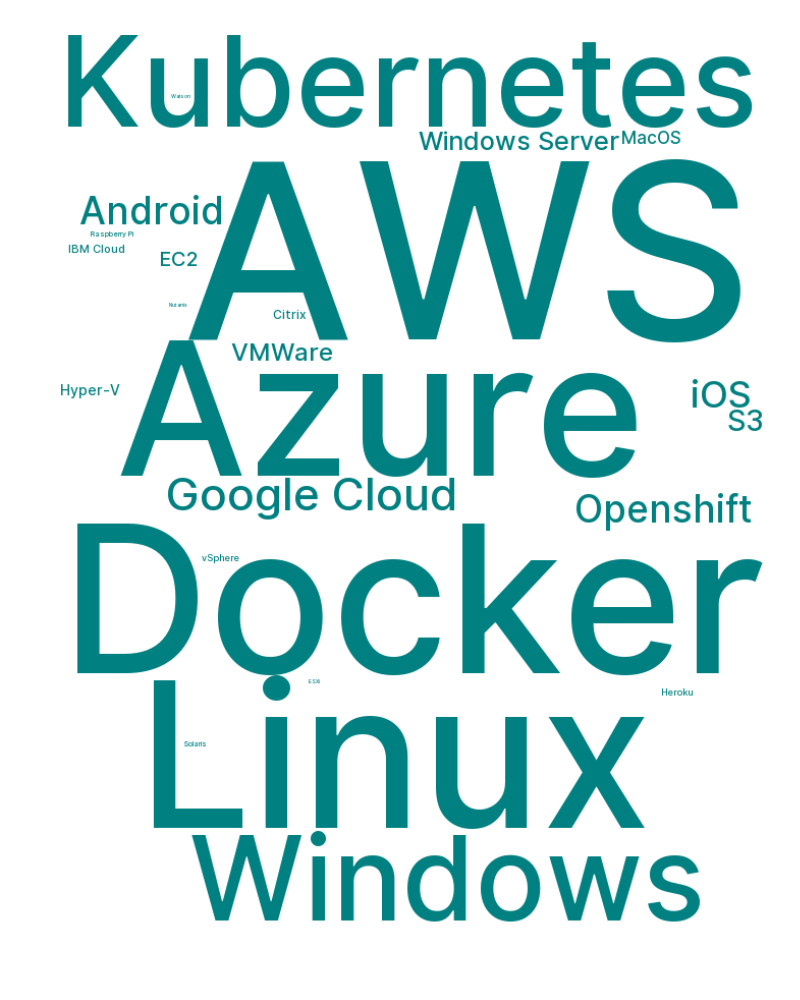 Kubernetes
Watson
Windows Server
MacOS
AWS
Android
Raspberry Pi
IBM Cloud
EC2
Nutanix
Citrix
Azure
VMWare
Hyper-V
iOS
S3
Google Cloud
Openshift
Docker
vSphere
Linux
ESXi
Heroku
Solaris
Windows